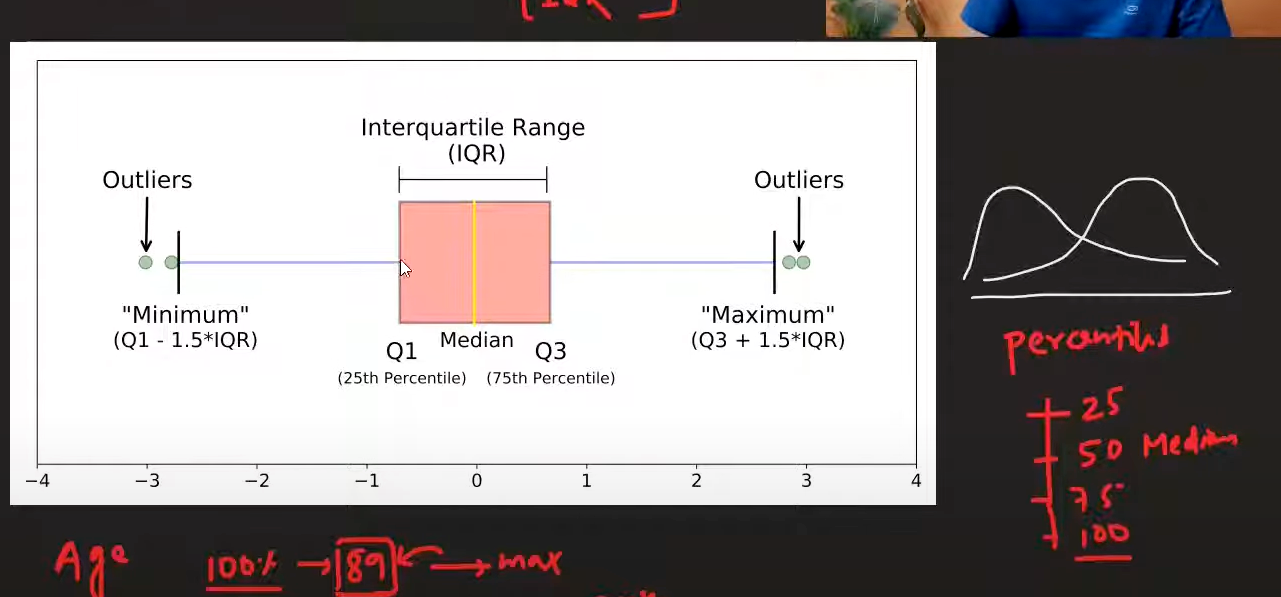 Interquartile Range
(IQR)
Outliers
Outliers
"Minimum"
(Q1 - 1.5*IQR)
"Maximum"
(Q3 + 1.5*IQR)
Median
Q1
Q3
(25th Percentile)
(75th Percentile)
−4 −3 −2 −1 0 1 2 3 4
percentiles
25
50 Median
75
100
Age 100% → 89 → max